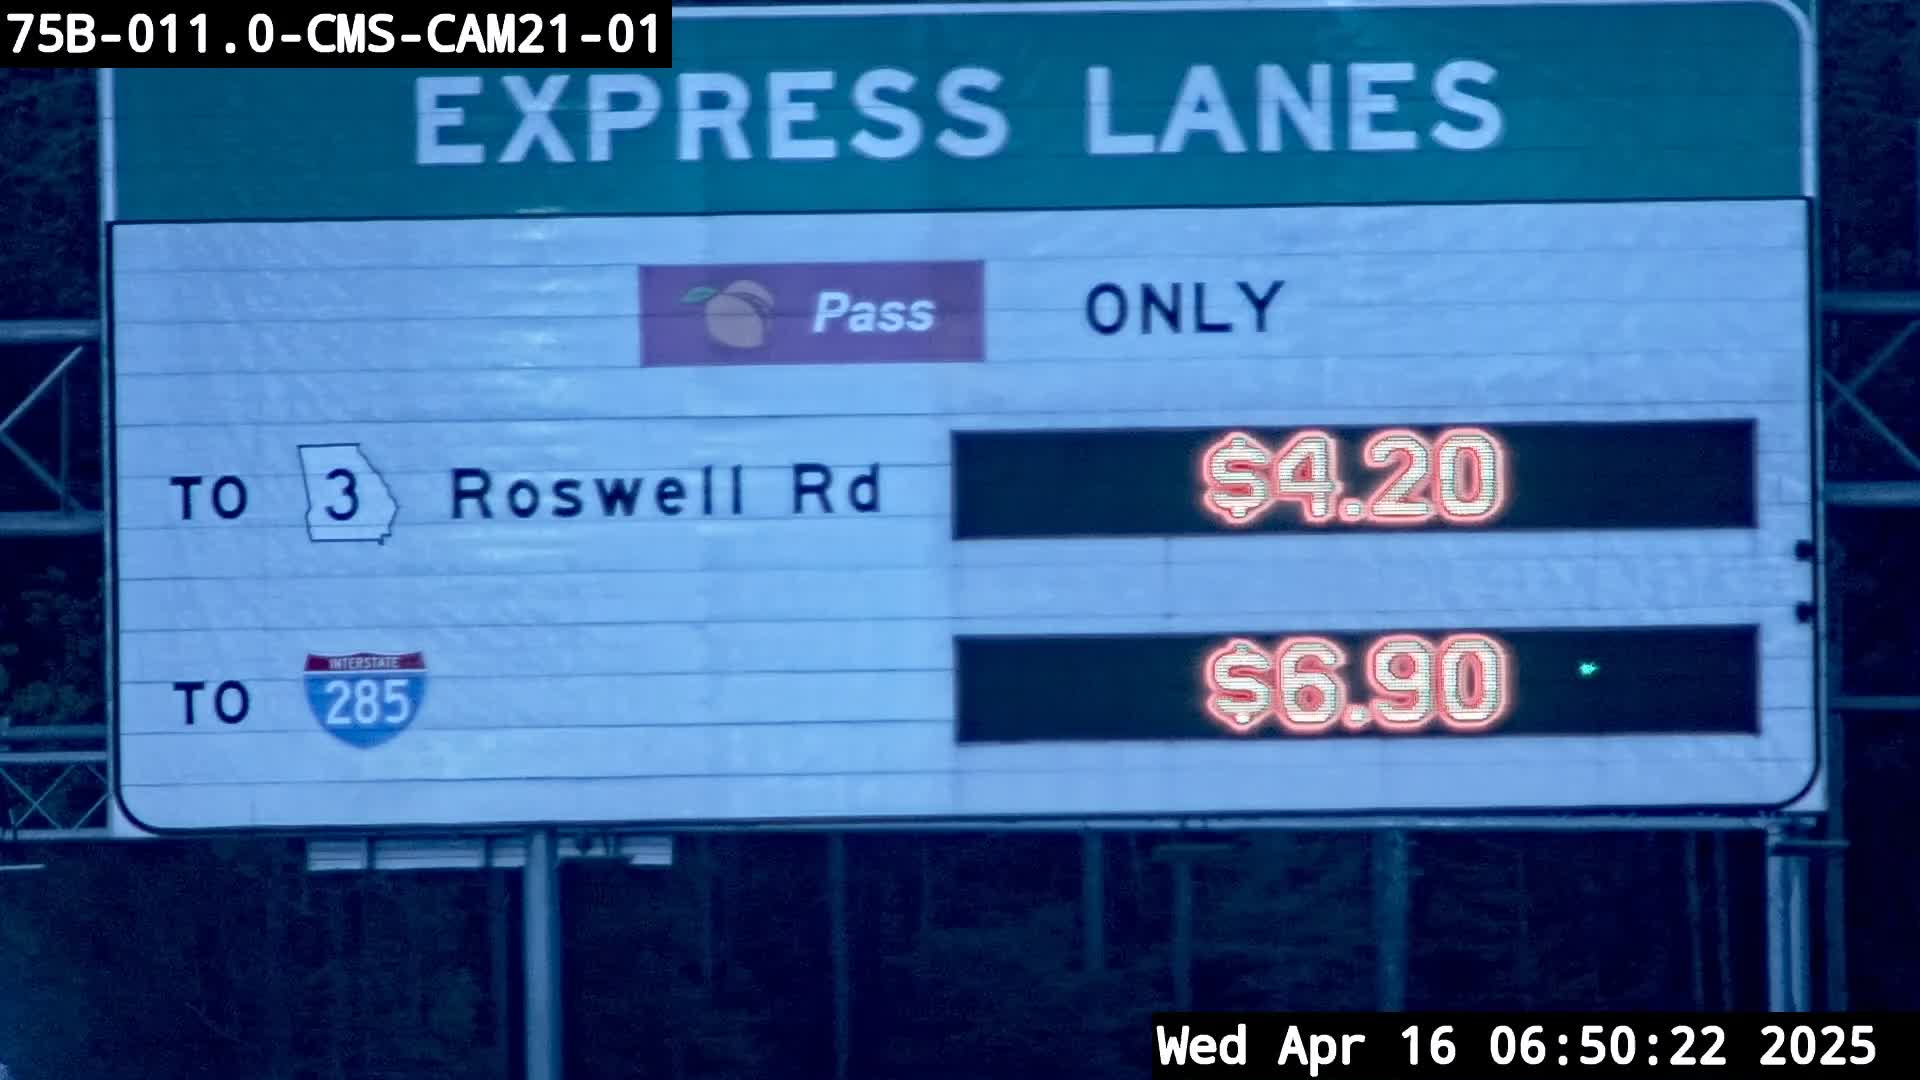 75B-011.0-CMS-CAM21-01
EXPRESS LANES
Pass ONLY
TO 3 Roswell Rd $4.20
TO INTERSTATE 285 $6.90
Wed Apr 16 06:50:22 2025